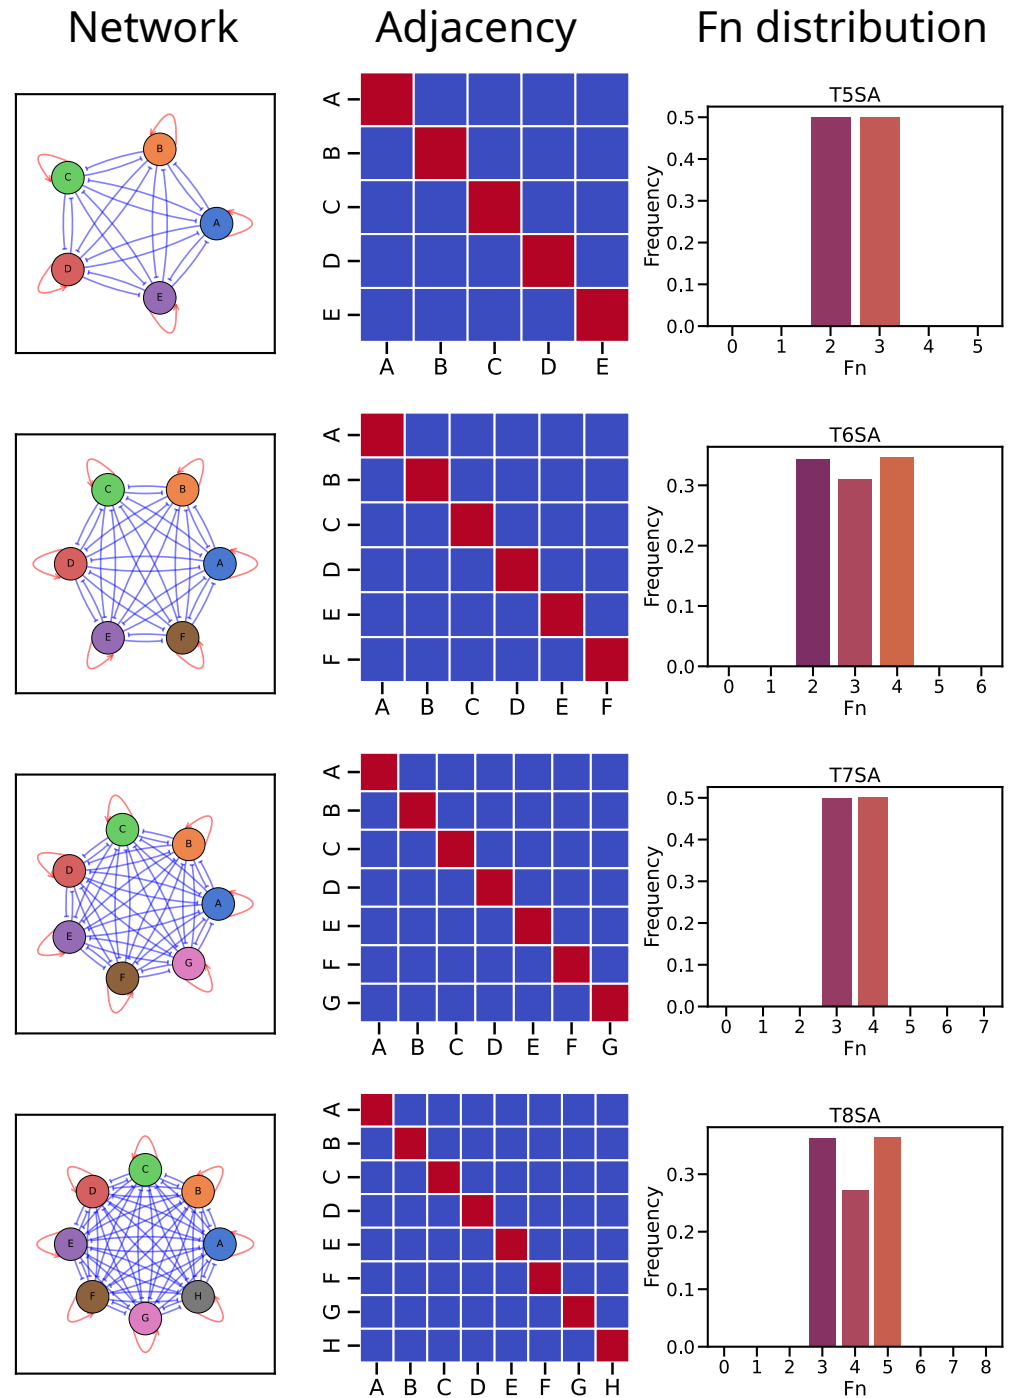 Network Adjacency Fn distribution
T5SA
B
C
A
D
E
A
B
C
D
E
A B C D E
Frequency
0.5
0.4
0.3
0.2
0.1
0.0
0 1 2 3 4 5
Fn
T6SA
C B
D A
E F
A
B
C
D
E
F
A B C D E F
Frequency
0.3
0.2
0.1
0.0
0 1 2 3 4 5 6
Fn
T7SA
C
B
D
A
E
G
F
A
B
C
D
E
F
G
A B C D E F G
Frequency
0.5
0.4
0.3
0.2
0.1
0.0
0 1 2 3 4 5 6 7
Fn
T8SA
C
D B
E A
F H
G
A
B
C
D
E
F
G
H
A B C D E F G H
Frequency
0.3
0.2
0.1
0.0
0 1 2 3 4 5 6 7 8
Fn